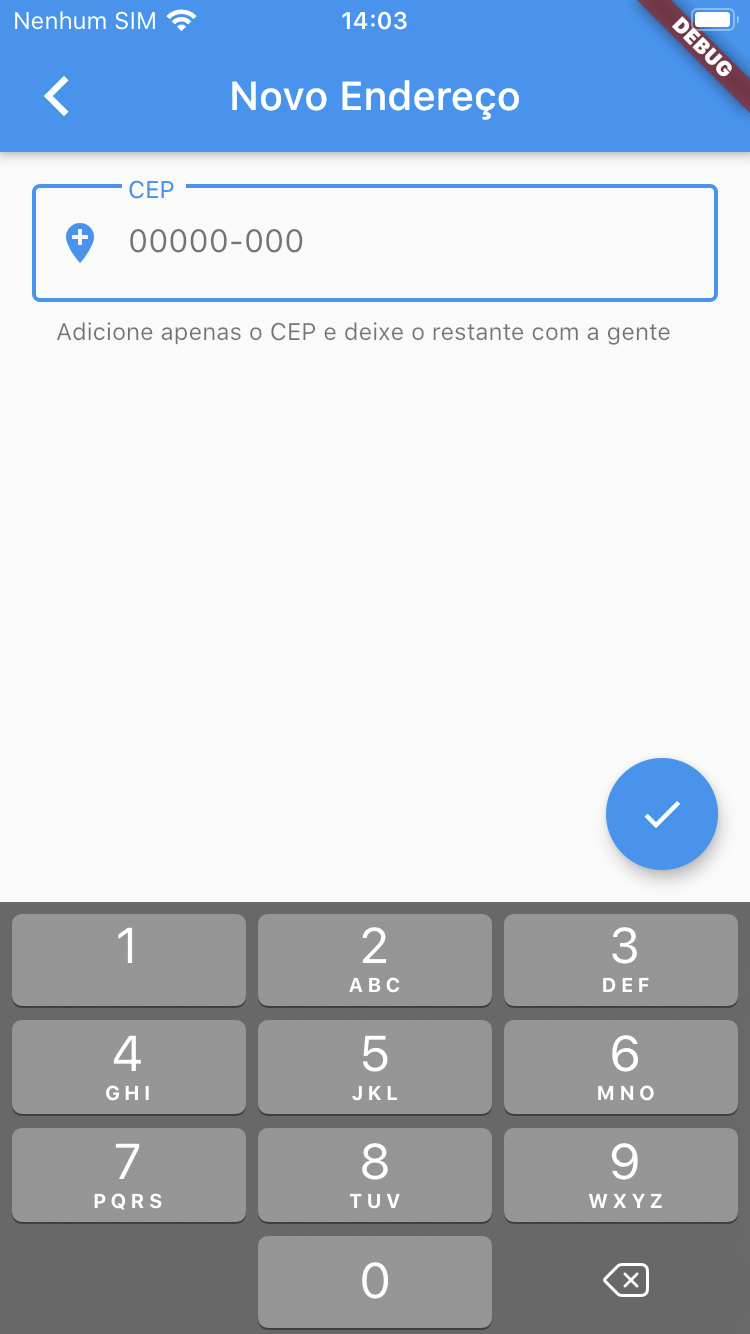 Nenhum SIM 14:03
DEBUG
Novo Endereço
CEP
00000-000
Adicione apenas o CEP e deixe o restante com a gente
1 2 3
ABC DEF
4 5 6
GHI JKL MNO
7 8 9
PQRS TUV WXYZ
0